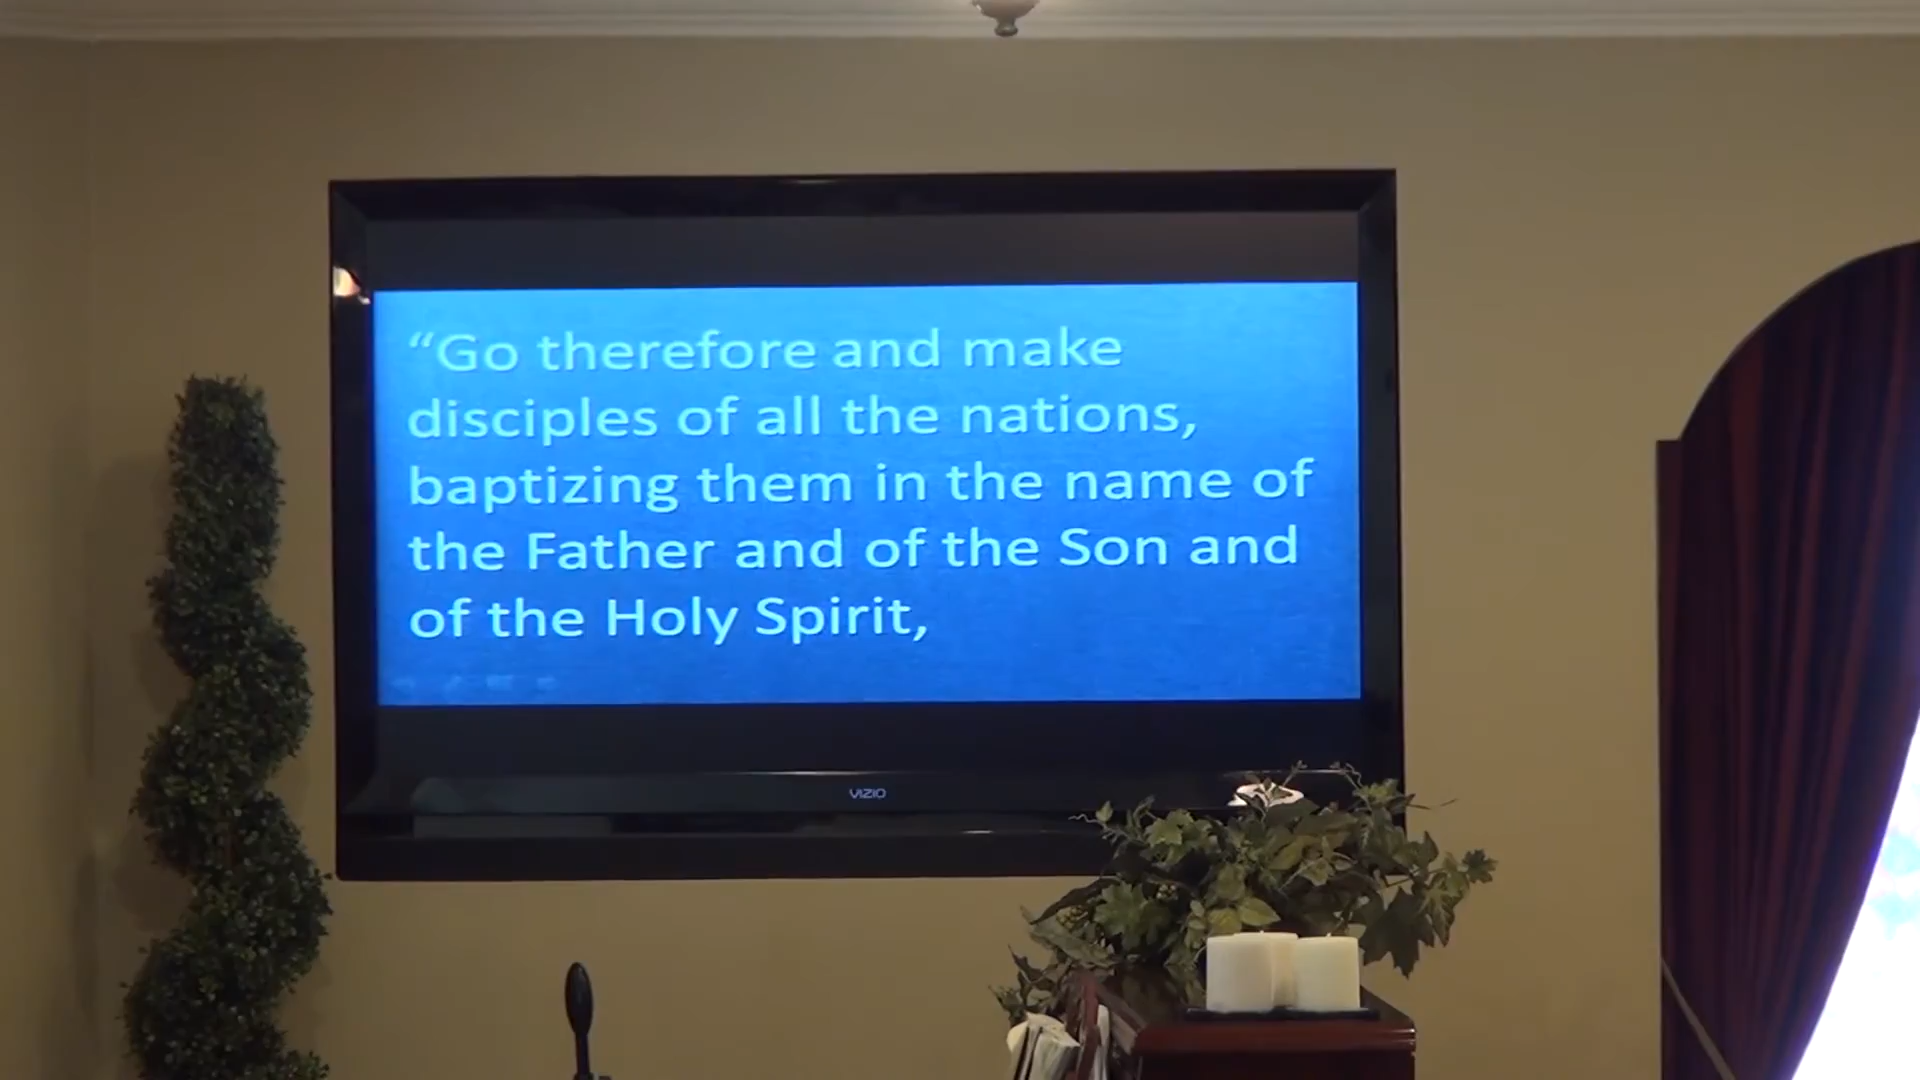 “Go therefore and make
disciples of all the nations,
baptizing them in the name of
the Father and of the Son and
of the Holy Spirit,
VIZIO